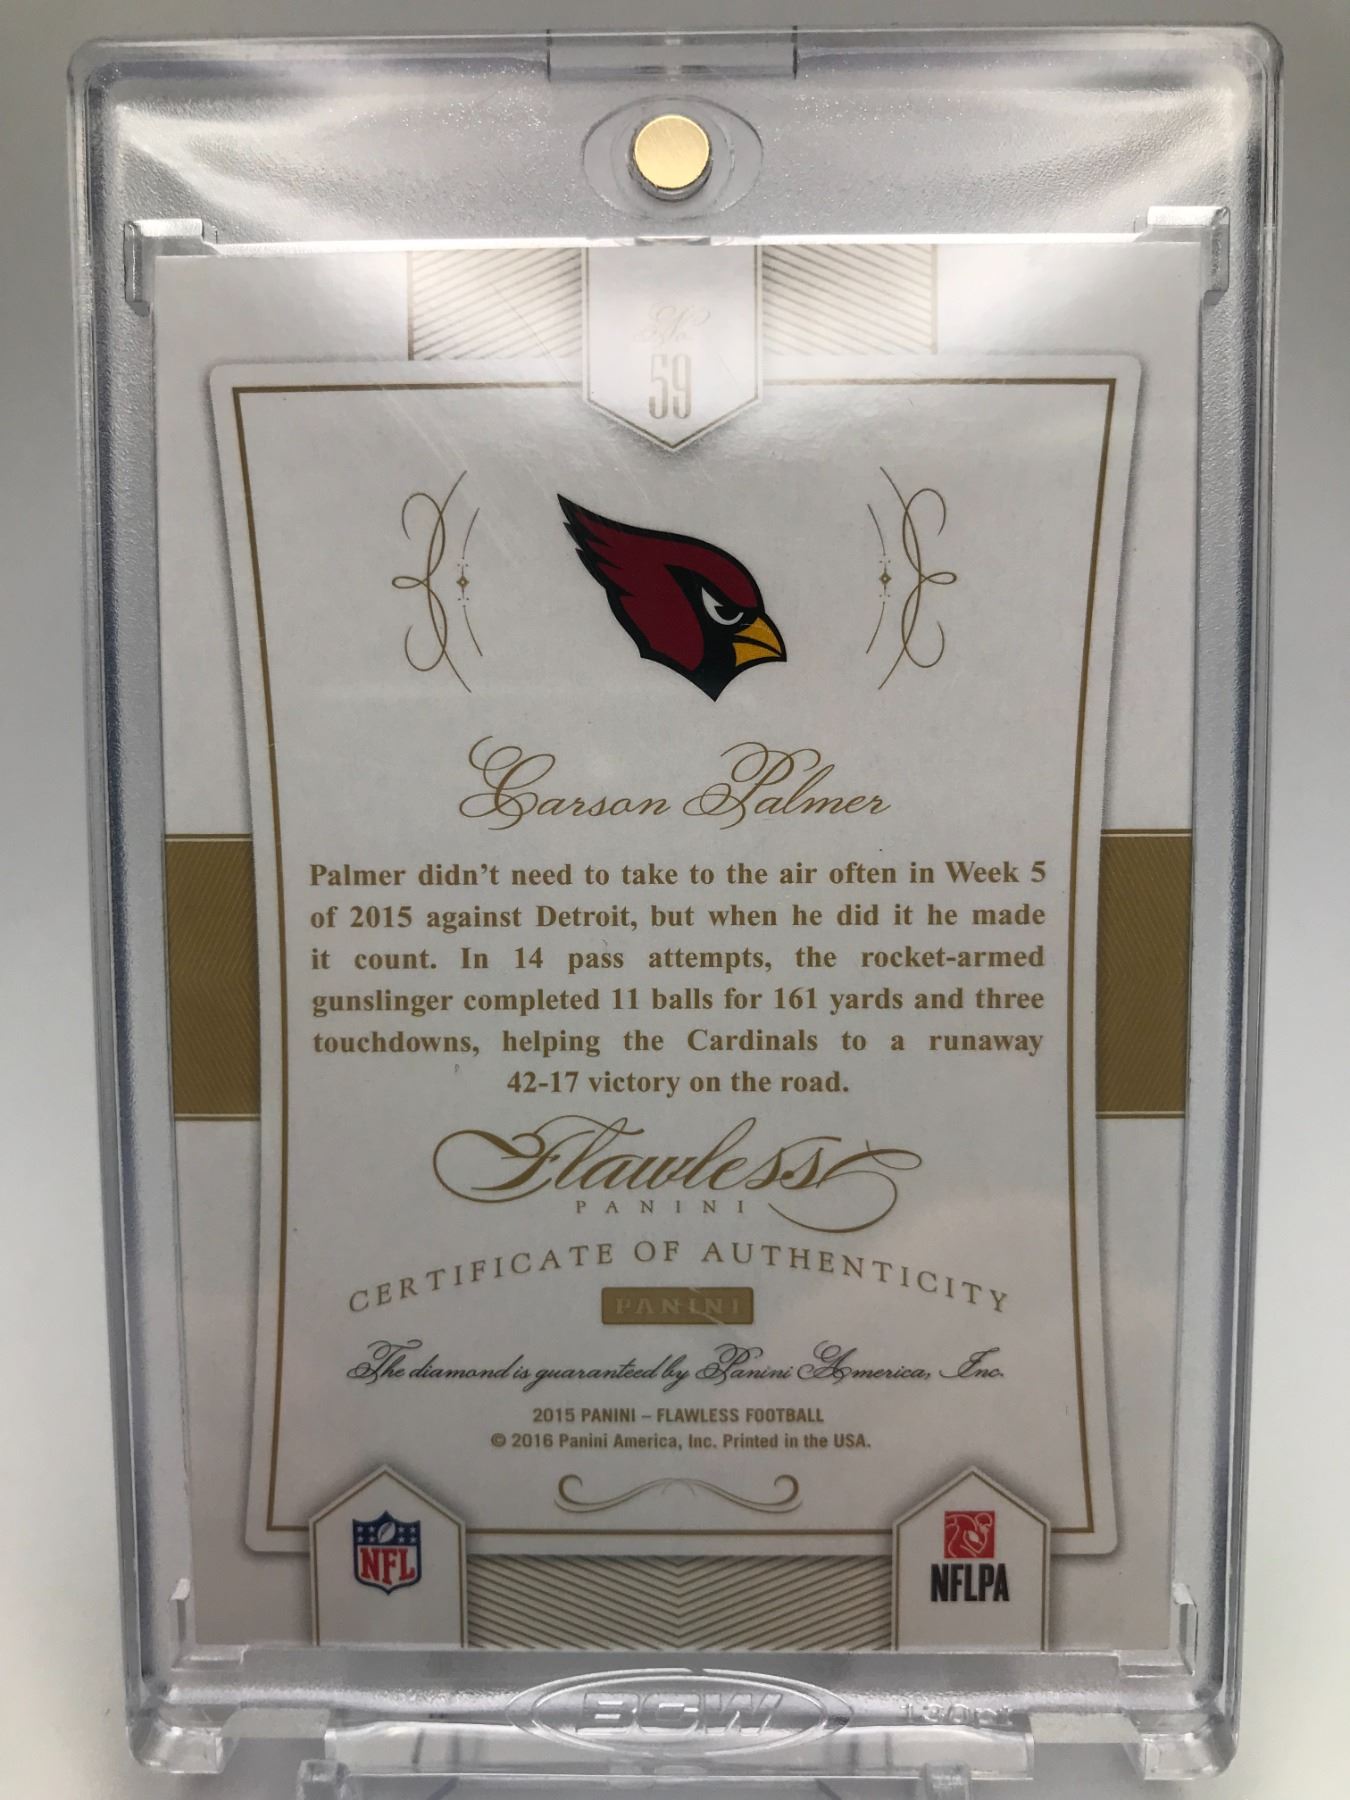 No
59
Carson Palmer
Palmer didn't need to take to the air often in Week 5
of 2015 against Detroit, but when he did it he made
it count. In 14 pass attempts, the rocket-armed
gunslinger completed 11 balls for 161 yards and three
touchdowns, helping the Cardinals to a runaway
42-17 victory on the road.
Flawless
PANINI
CERTIFICATE OF AUTHENTICITY
PANINI
The diamond is guaranteed by Panini America, Inc.
2015 PANINI – FLAWLESS FOOTBALL
© 2016 Panini America, Inc. Printed in the USA.
NFL
NFLPA
BCW